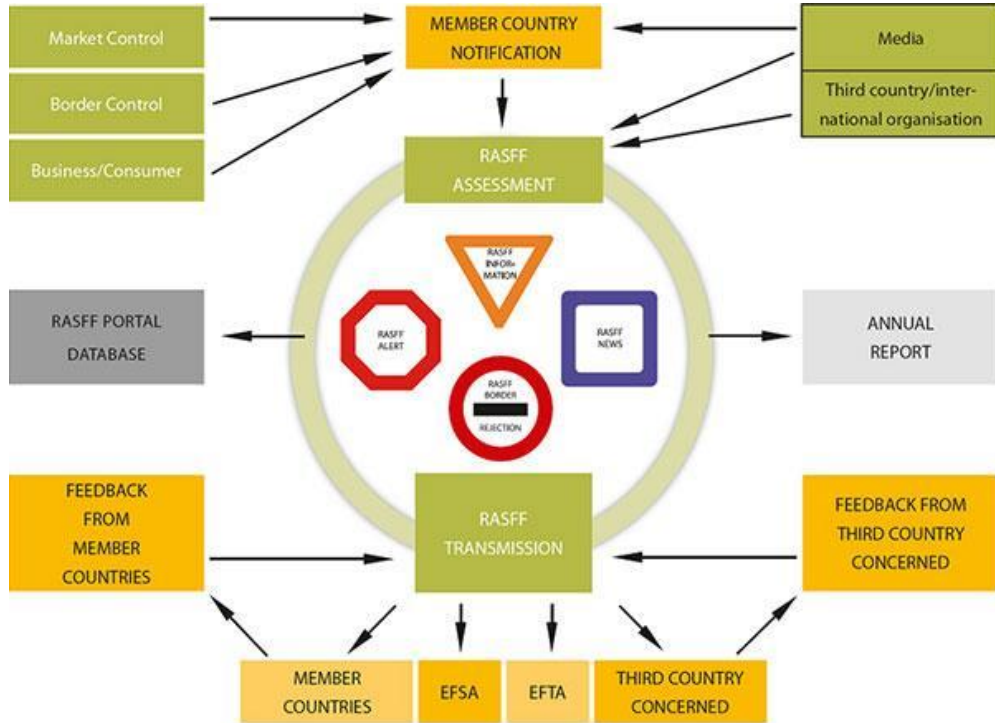 Market Control
Border Control
Business/Consumer
MEMBER COUNTRY
NOTIFICATION
Media
Third country/inter-
national organisation
RASFF
ASSESSMENT
RASFF
INFOR-
MATION
RASFF
ALERT
RASFF
NEWS
RASFF
BORDER
REJECTION
RASFF PORTAL
DATABASE
ANNUAL
REPORT
FEEDBACK
FROM
MEMBER
COUNTRIES
RASFF
TRANSMISSION
FEEDBACK FROM
THIRD COUNTRY
CONCERNED
MEMBER
COUNTRIES
EFSA
EFTA
THIRD COUNTRY
CONCERNED